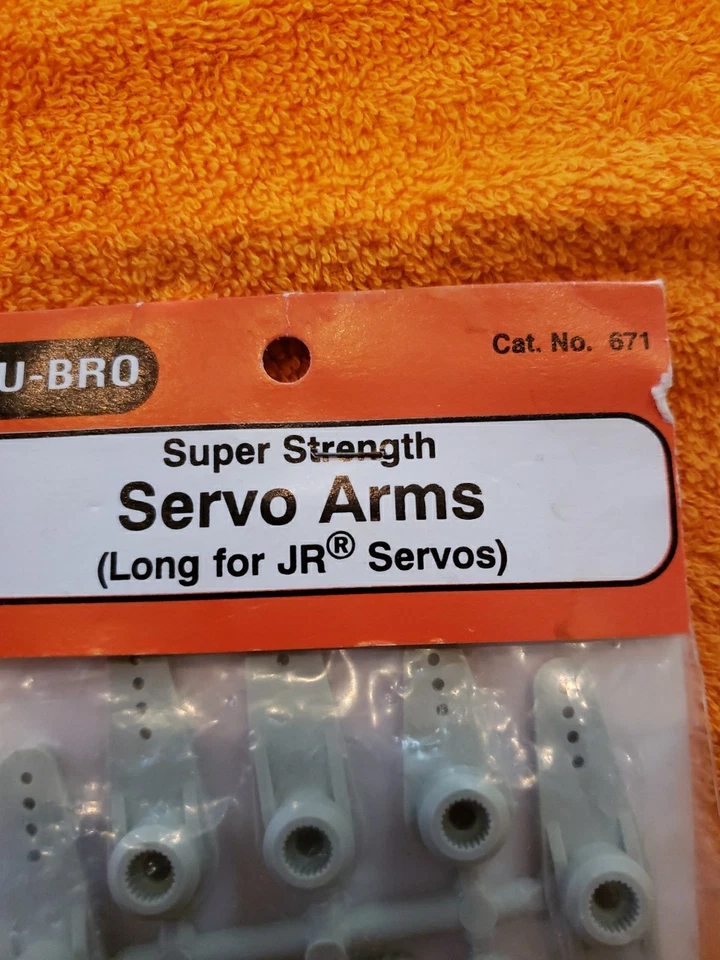 U-BRO
Cat. No. 671
Super Strength
Servo Arms
(Long for JR® Servos)